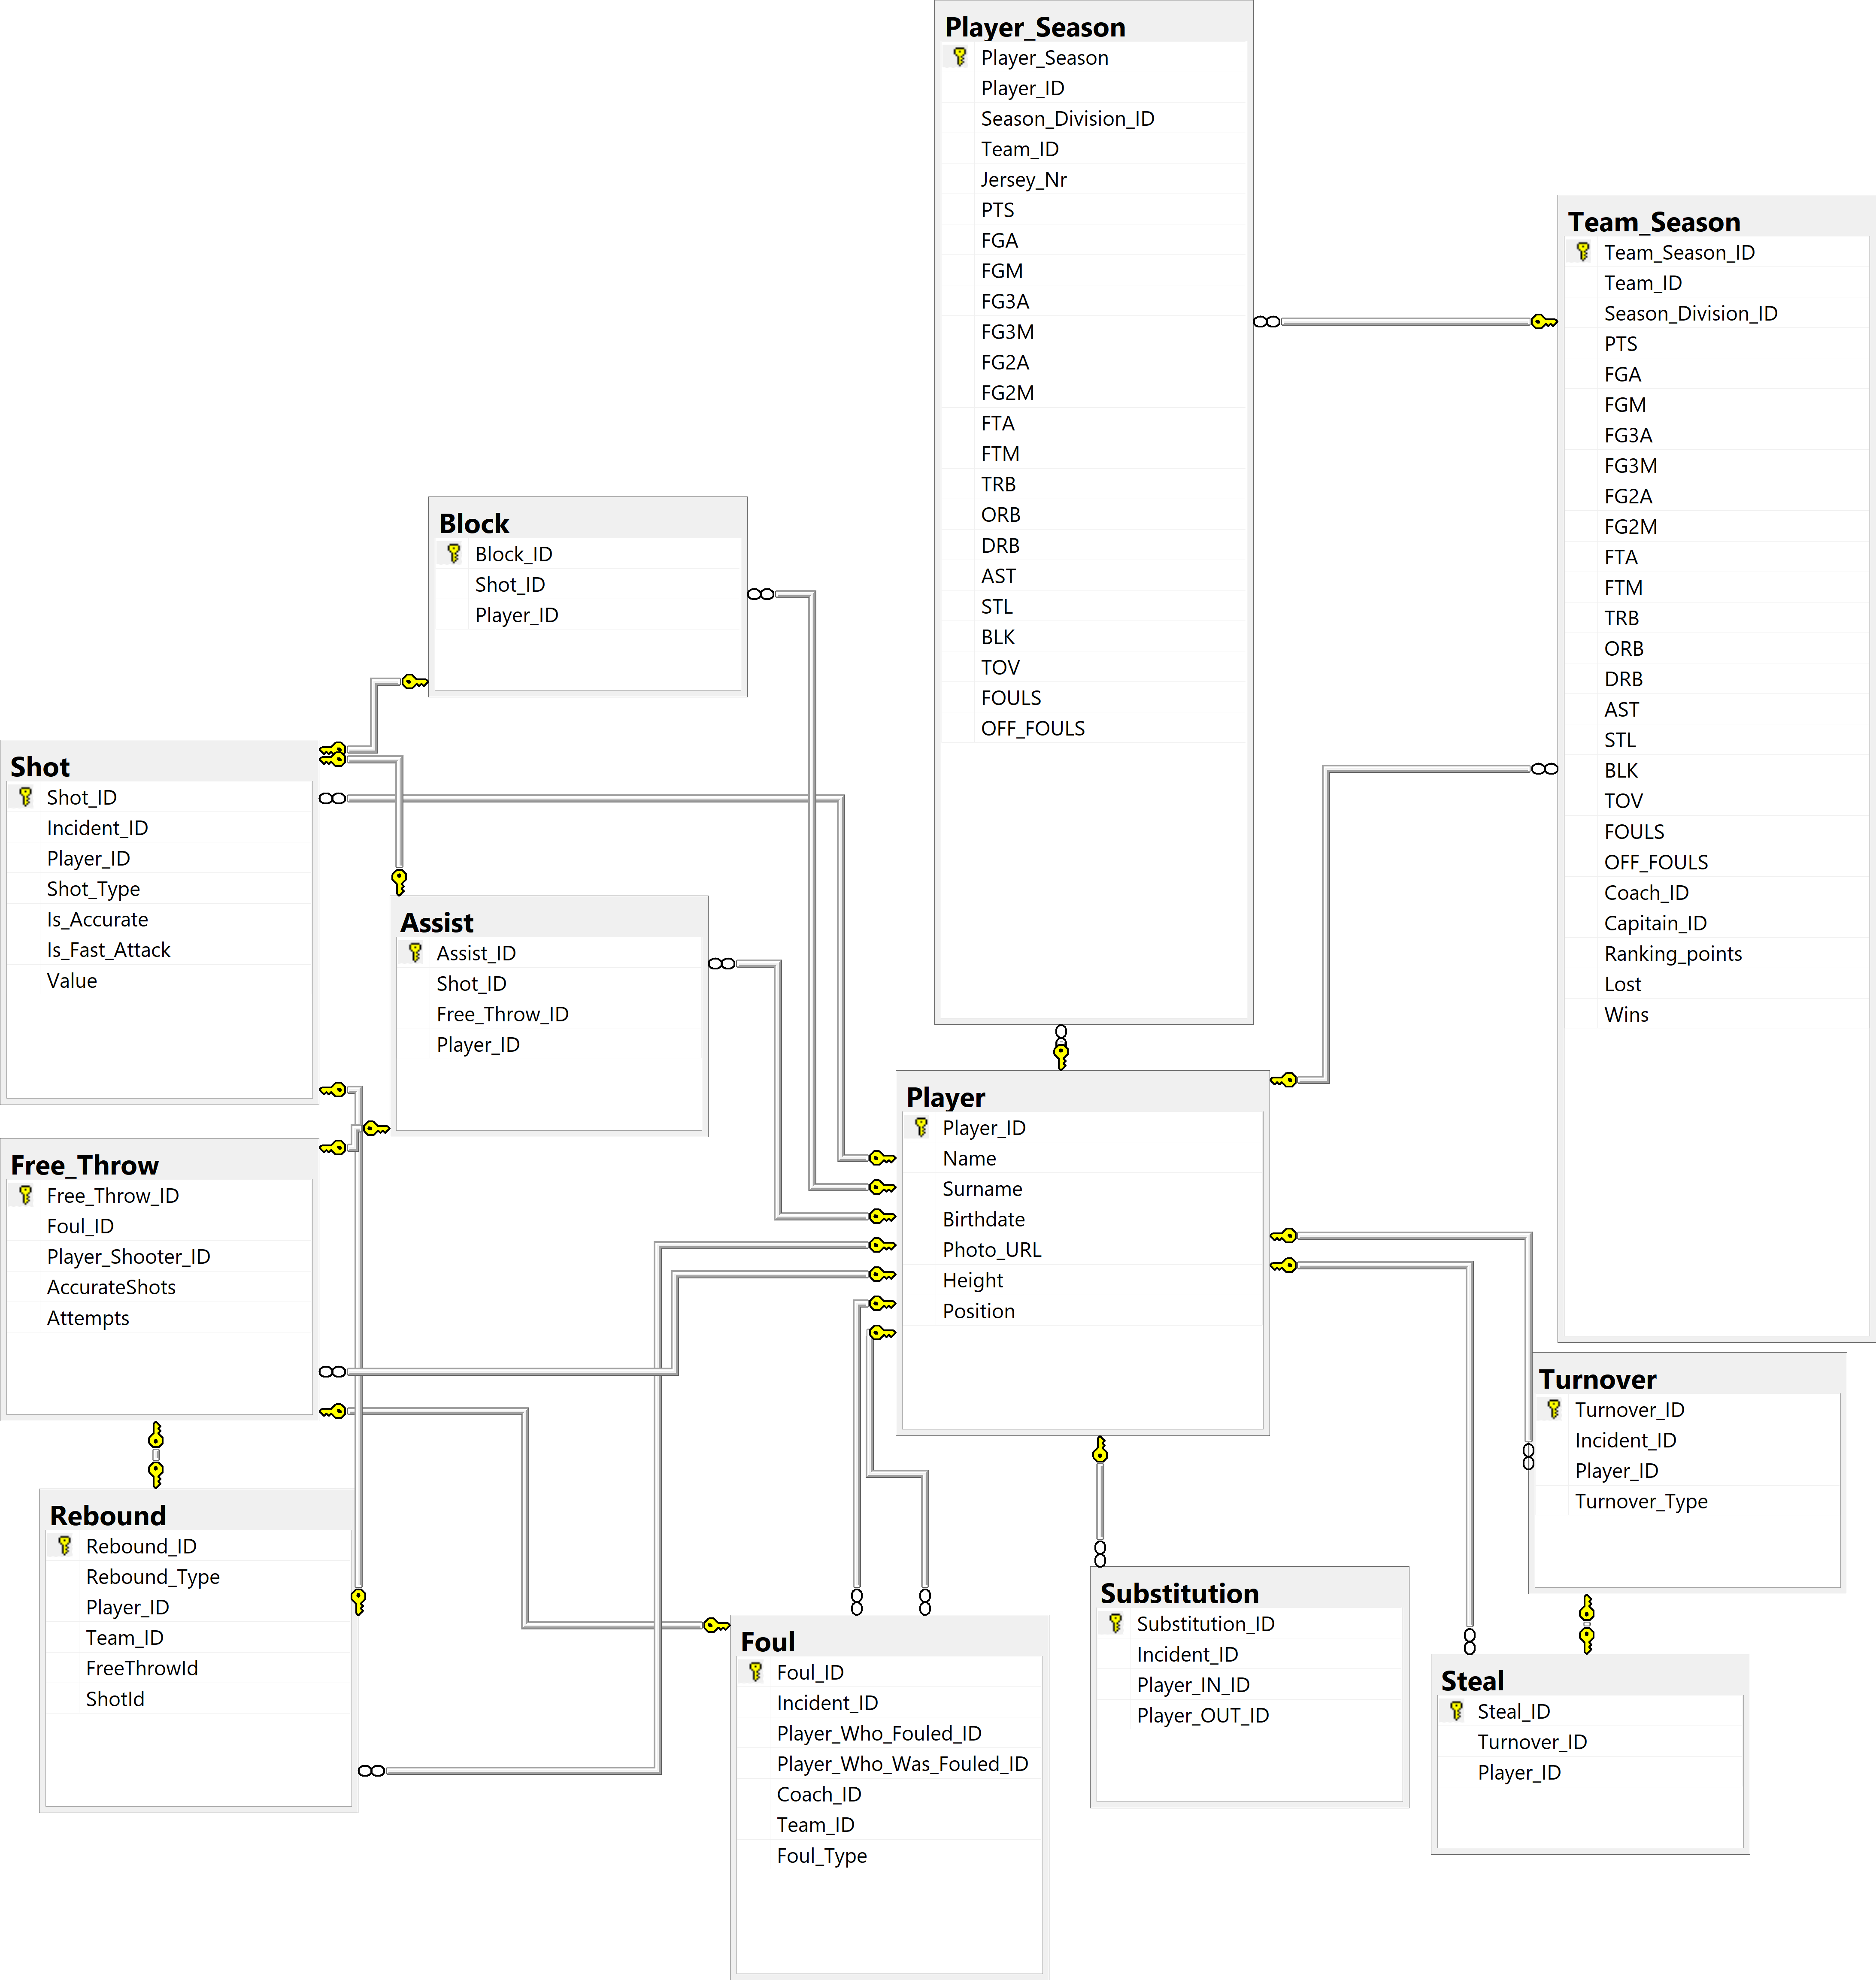 Player_Season
Player_Season
Player_ID
Season_Division_ID
Team_ID
Jersey_Nr
PTS
FGA
FGM
FG3A
FG3M
FG2A
FG2M
FTA
FTM
TRB
ORB
DRB
AST
STL
BLK
TOV
FOULS
OFF_FOULS
Team_Season
Team_Season_ID
Team_ID
Season_Division_ID
PTS
FGA
FGM
FG3A
FG3M
FG2A
FG2M
FTA
FTM
TRB
ORB
DRB
AST
STL
BLK
TOV
FOULS
OFF_FOULS
Coach_ID
Capitain_ID
Ranking_points
Lost
Wins
Block
Block_ID
Shot_ID
Player_ID
Shot
Shot_ID
Incident_ID
Player_ID
Shot_Type
Is_Accurate
Is_Fast_Attack
Value
Assist
Assist_ID
Shot_ID
Free_Throw_ID
Player_ID
Player
Player_ID
Name
Surname
Birthdate
Photo_URL
Height
Position
Free_Throw
Free_Throw_ID
Foul_ID
Player_Shooter_ID
AccurateShots
Attempts
Turnover
Turnover_ID
Incident_ID
Player_ID
Turnover_Type
Rebound
Rebound_ID
Rebound_Type
Player_ID
Team_ID
FreeThrowId
ShotId
Foul
Foul_ID
Incident_ID
Player_Who_Fouled_ID
Player_Who_Was_Fouled_ID
Coach_ID
Team_ID
Foul_Type
Substitution
Substitution_ID
Incident_ID
Player_IN_ID
Player_OUT_ID
Steal
Steal_ID
Turnover_ID
Player_ID